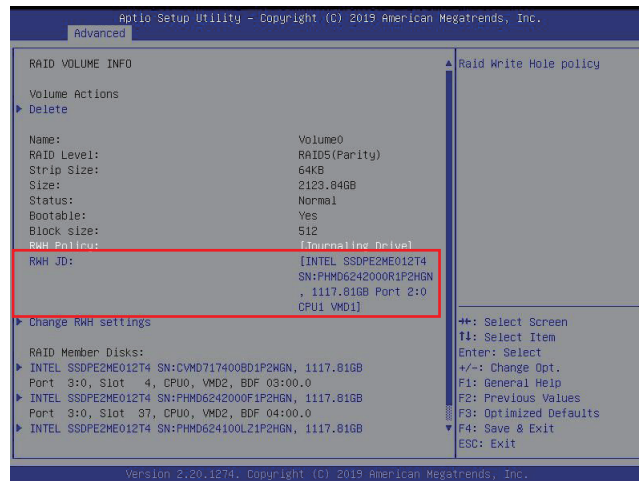 Aptio Setup Utility – Copyright (C) 2019 American Megatrends, Inc.
Advanced
RAID VOLUME INFO
Volume Actions
Delete
Name: Volume0
RAID Level: RAID5(Parity)
Strip Size: 64KB
Size: 2123.84GB
Status: Normal
Bootable: Yes
Block size: 512
RWH Policy: [Journaling Drive]
RWH JD: [INTEL SSDPE2ME012T4
SN:PHMD6242000R1P2HGN
, 1117.81GB Port 2:0
CPU1 VMD1]
Change RWH settings
RAID Member Disks:
INTEL SSDPE2ME012T4 SN:CVMD717400BD1P2WGN, 1117.81GB
Port 3:0, Slot 4, CPU0, VMD2, BDF 03:00.0
INTEL SSDPE2ME012T4 SN:PHMD6242000F1P2HGN, 1117.81GB
Port 3:0, Slot 37, CPU0, VMD2, BDF 04:00.0
INTEL SSDPE2ME012T4 SN:PHMD624100LZ1P2HGN, 1117.81GB
Raid Write Hole policy
→←: Select Screen
↑↓: Select Item
Enter: Select
+/-: Change Opt.
F1: General Help
F2: Previous Values
F3: Optimized Defaults
F4: Save & Exit
ESC: Exit
Version 2.20.1274. Copyright (C) 2019 American Megatrends, Inc.